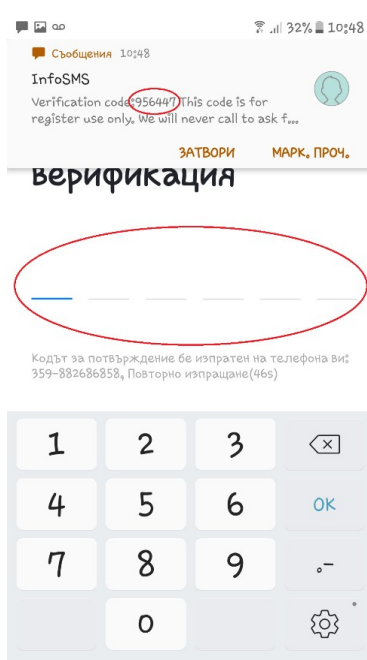 32% 10:48
Съобщения 10:48
InfoSMS
Verification code:956447 This code is for
register use only. We will never call to ask f...
ЗАТВОРИ МАРК. ПРОЧ.
Верификация
Кодът за потвърждение бе изпратен на телефона ви:
359-882686858. Повторно изпращане(46s)
1 2 3
4 5 6 OK
7 8 9 .-
0